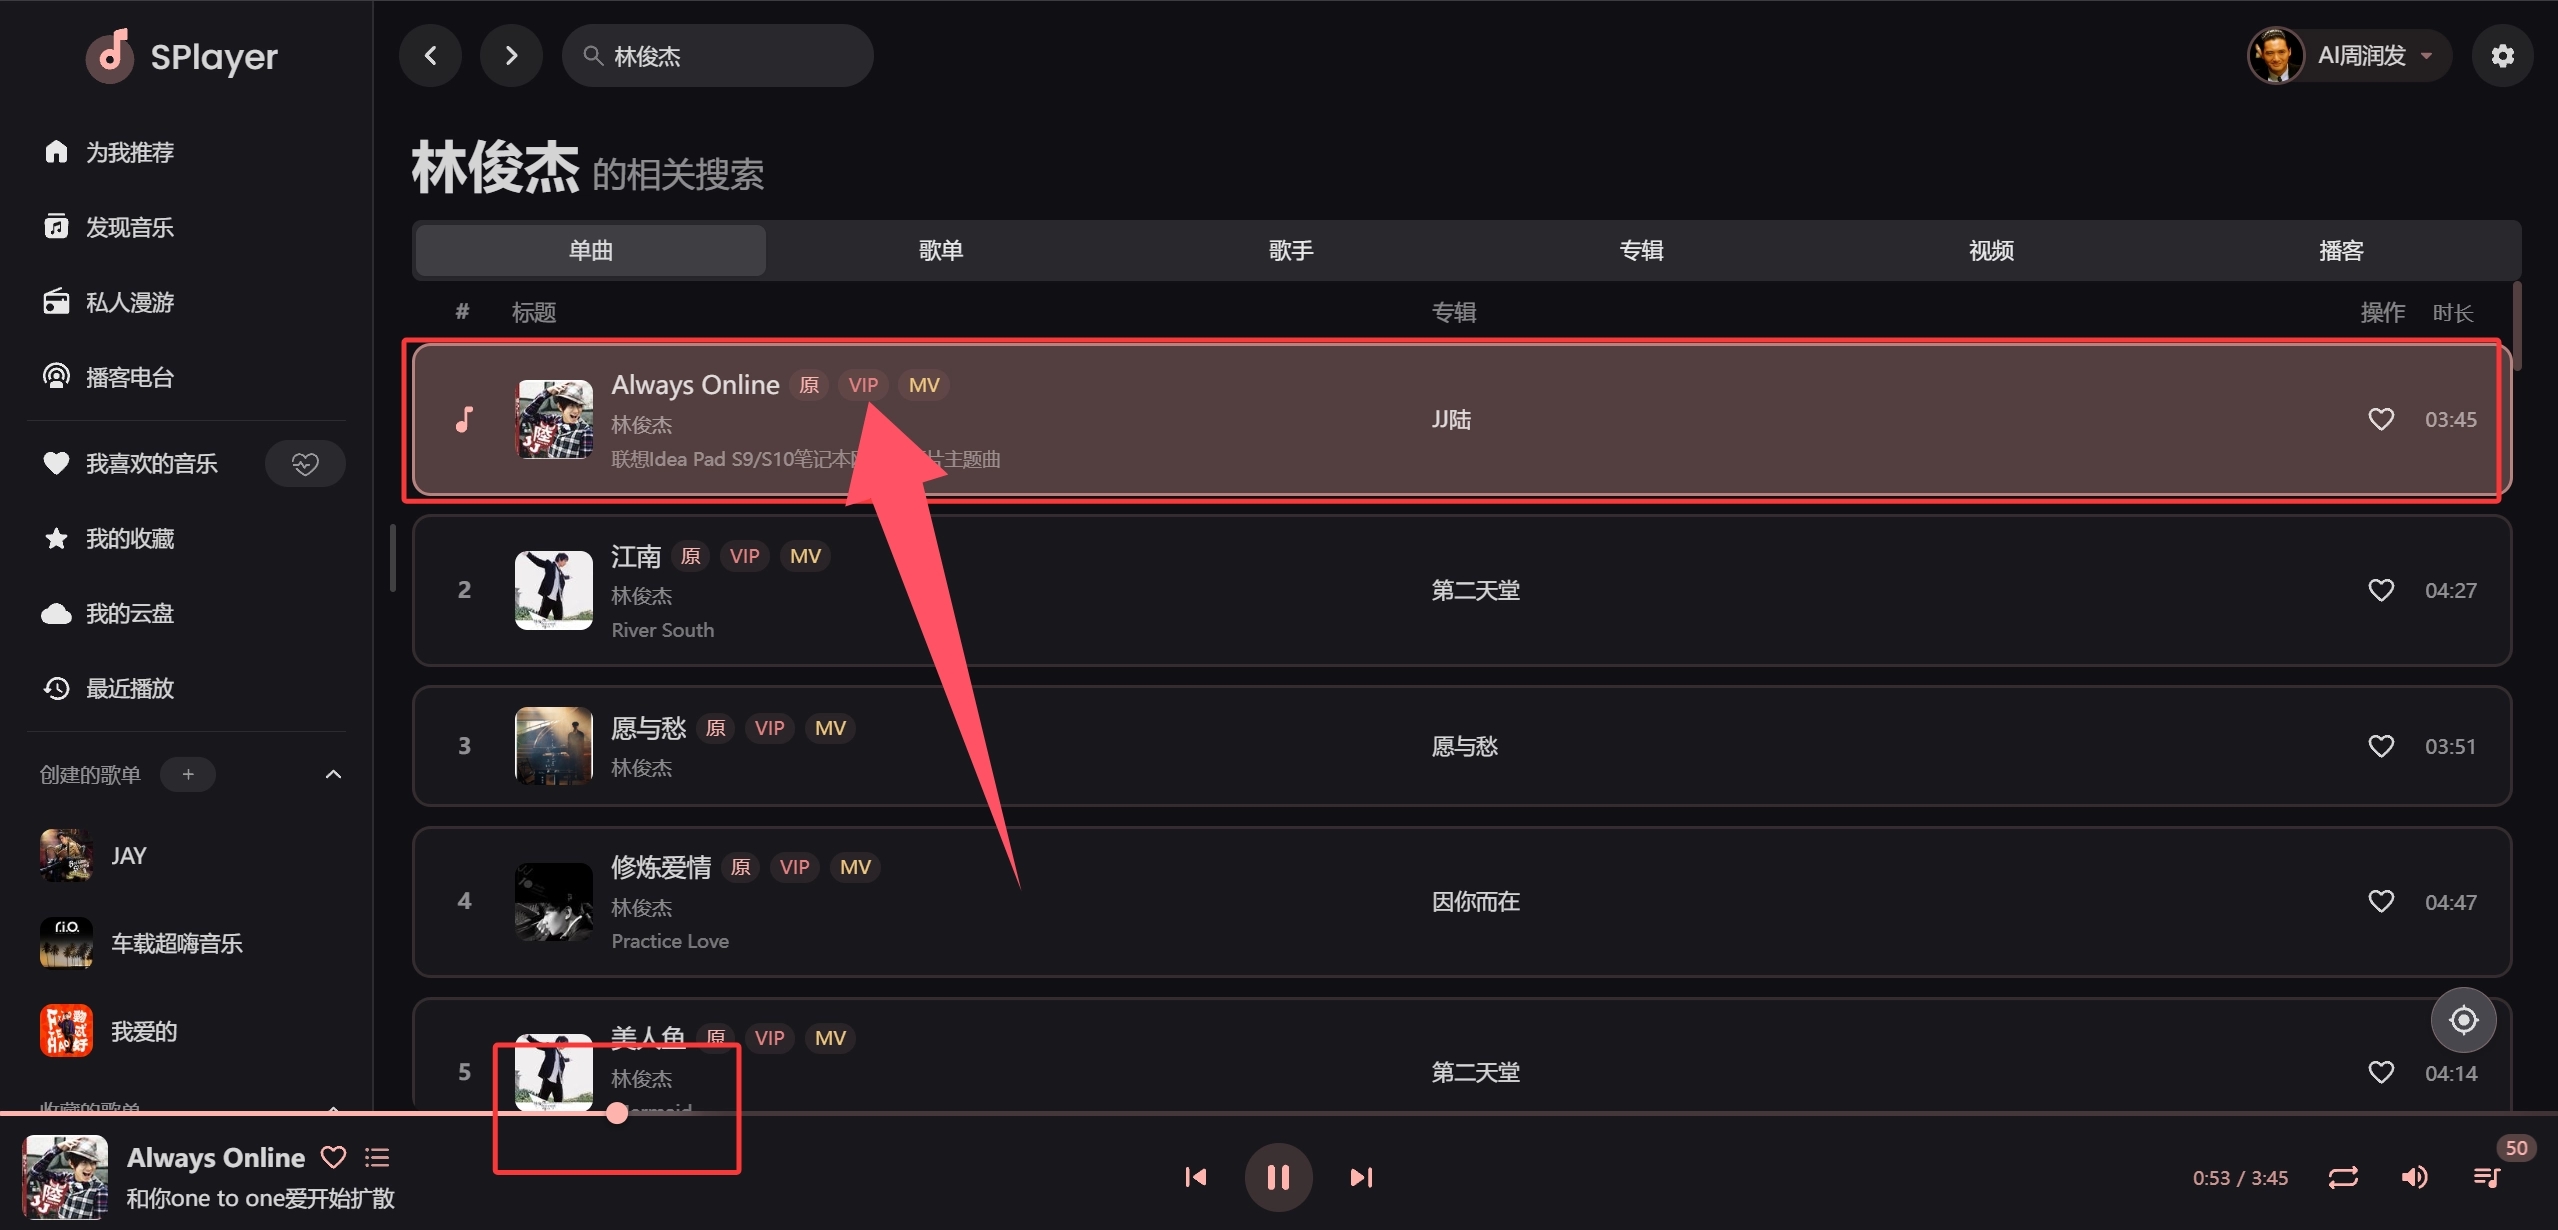 SPlayer
林俊杰
AI周润发
为我推荐
发现音乐
私人漫游
播客电台
我喜欢的音乐
我的收藏
我的云盘
最近播放
创建的歌单
JAY
车载超嗨音乐
我爱的
收藏的歌单
林俊杰 的相关搜索
单曲 歌单 歌手 专辑 视频 播客
# 标题 专辑 操作 时长
Always Online 原 VIP MV
林俊杰
联想Idea Pad S9/S10笔记本 片主题曲
JJ陆
03:45
2
江南 原 VIP MV
林俊杰
River South
第二天堂
04:27
3
愿与愁 原 VIP MV
林俊杰
愿与愁
03:51
4
修炼爱情 原 VIP MV
林俊杰
Practice Love
因你而在
04:47
5
美人鱼 原 VIP MV
林俊杰
第二天堂
04:14
Always Online
和你one to one爱开始扩散
0:53 / 3:45
50